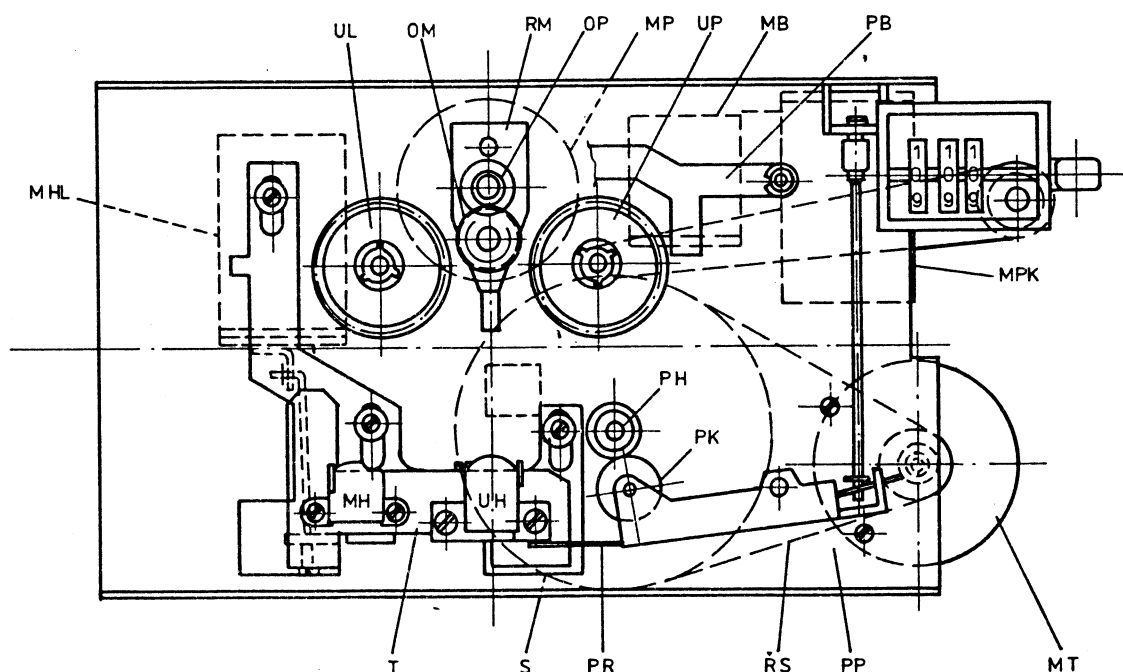 UL OM RM OP MP UP MB PB
1 1 1
0 0 0
9 9 9
MHL
MPK
PH
PK
MH UH
T S PR ŘS PP MT